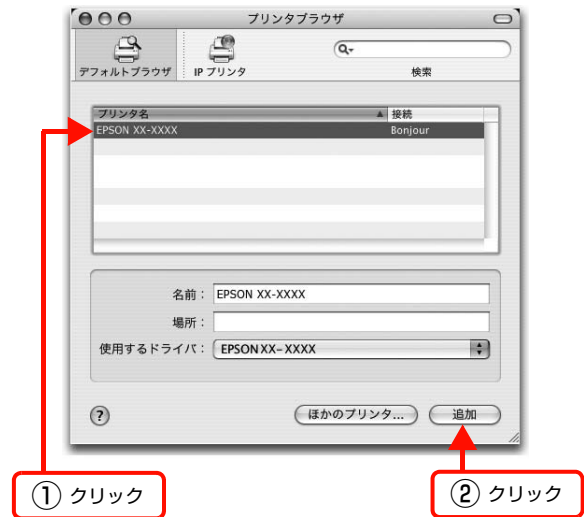 プリンタブラウザ
デフォルトブラウザ
IP プリンタ
検索
プリンタ名 接続
EPSON XX-XXXX Bonjour
名前： EPSON XX-XXXX
場所：
使用するドライバ： EPSON XX-XXXX
?
ほかのプリンタ... 追加
① クリック
② クリック